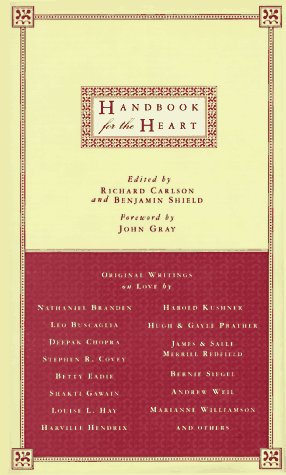 HANDBOOK
for the HEART
Edited by
RICHARD CARLSON
and BENJAMIN SHIELD
Foreword by
JOHN GRAY
ORIGINAL WRITINGS
on LOVE by
NATHANIEL BRANDEN
LEO BUSCAGLIA
DEEPAK CHOPRA
STEPHEN R. COVEY
BETTY EADIE
SHAKTI GAWAIN
LOUISE L. HAY
HARVILLE HENDRIX
HAROLD KUSHNER
HUGH & GAYLE PRATHER
JAMES & SALLE
MERRILL REDFIELD
BERNIE SIEGEL
ANDREW WEIL
MARIANNE WILLIAMSON
AND OTHERS